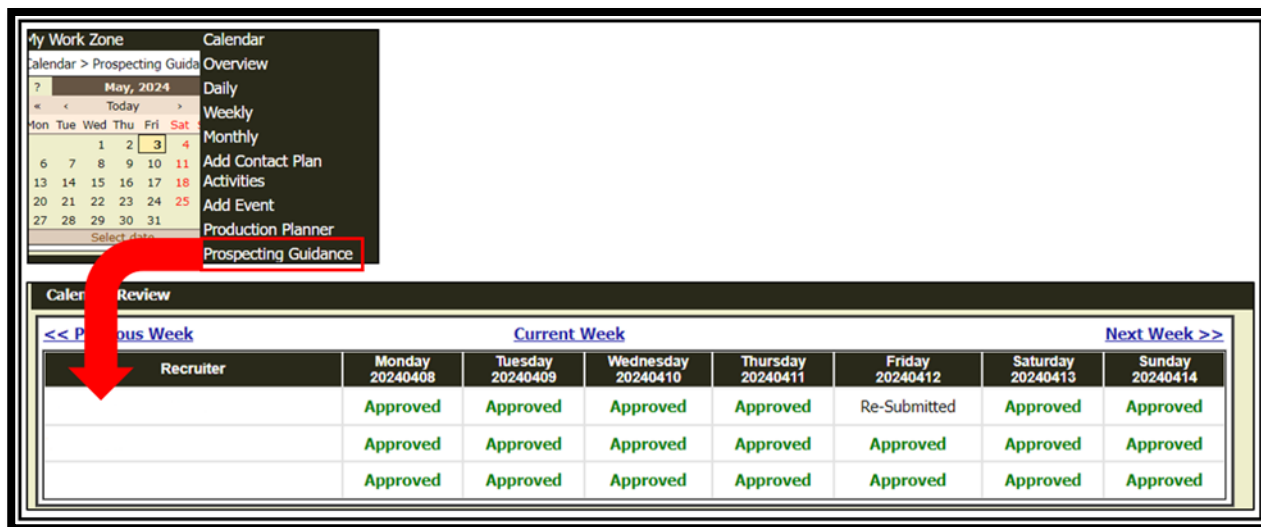 My Work Zone
Calendar > Prospecting Guida
? May, 2024
« ‹ Today ›
Mon Tue Wed Thu Fri Sat
1 2 3 4
6 7 8 9 10 11
13 14 15 16 17 18
20 21 22 23 24 25
27 28 29 30 31
Select date
Calendar
Overview
Daily
Weekly
Monthly
Add Contact Plan
Activities
Add Event
Production Planner
Prospecting Guidance
Calen Review
<< P ous Week Current Week Next Week >>
Recruiter Monday Tuesday Wednesday Thursday Friday Saturday Sunday
20240408 20240409 20240410 20240411 20240412 20240413 20240414
Approved Approved Approved Approved Re-Submitted Approved Approved
Approved Approved Approved Approved Approved Approved Approved
Approved Approved Approved Approved Approved Approved Approved